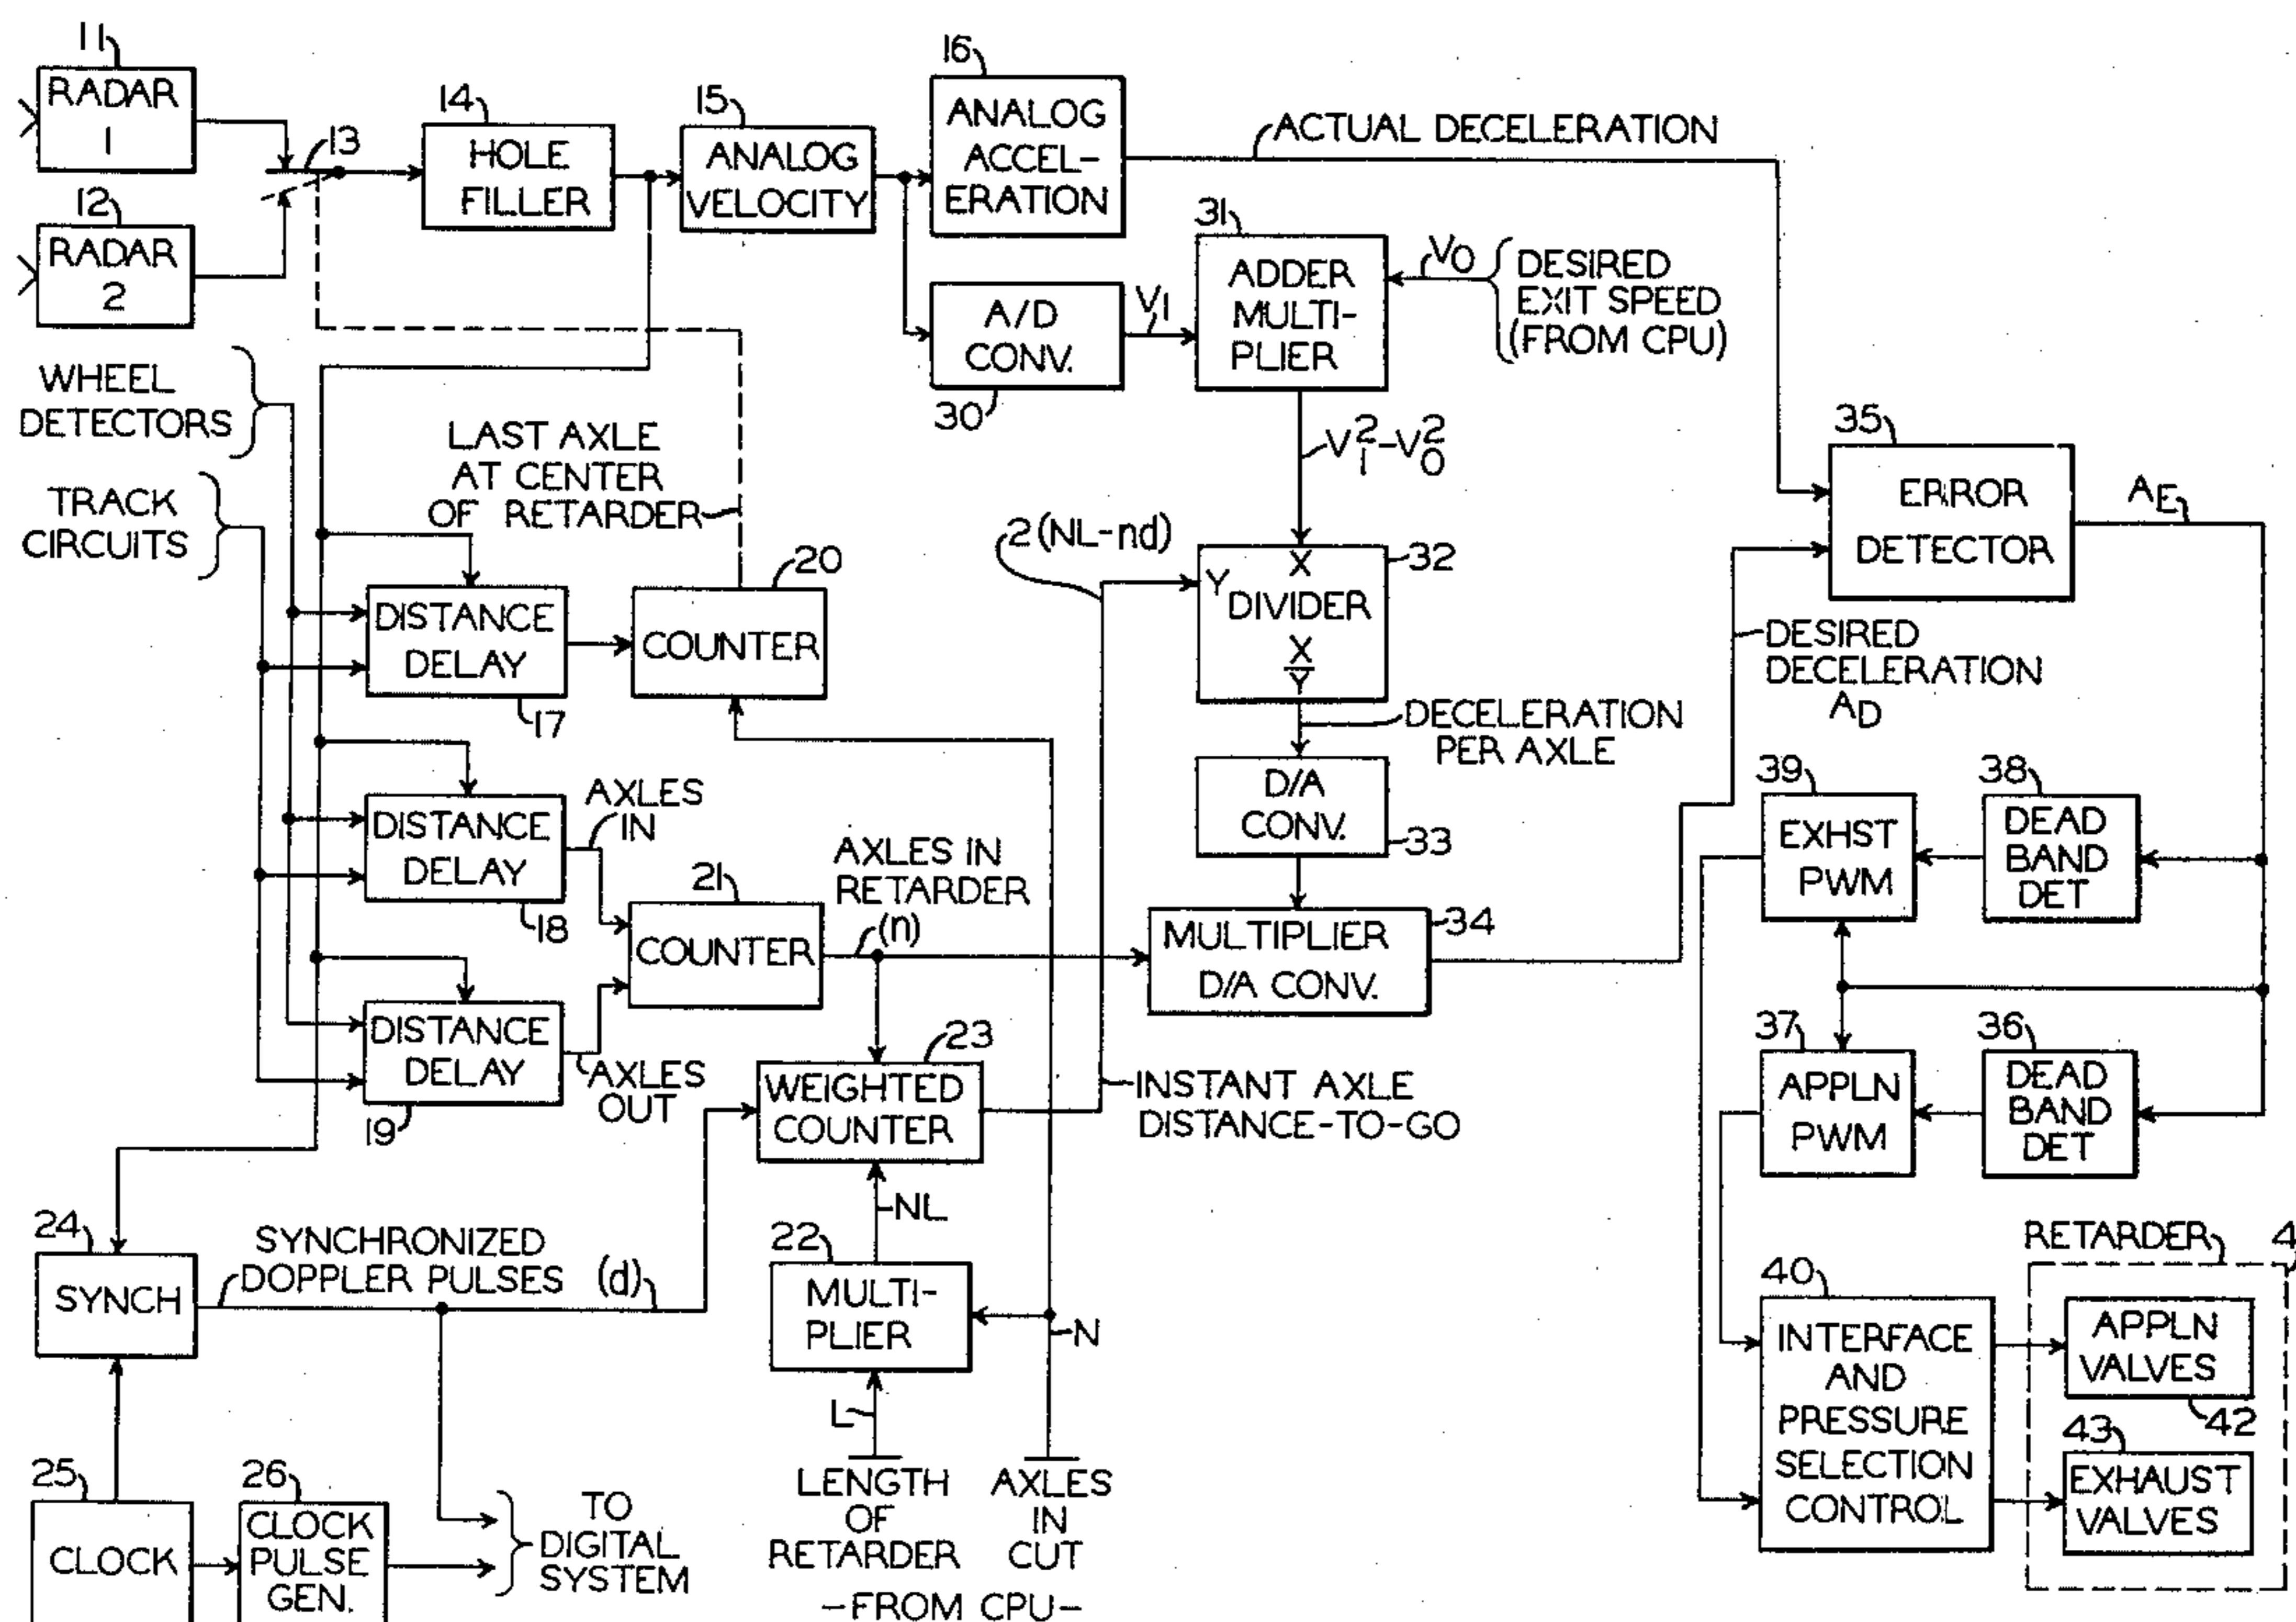 11
RADAR
1
12
RADAR
2
13
14
HOLE
FILLER
15
ANALOG
VELOCITY
16
ANALOG
ACCEL-
ERATION
ACTUAL DECELERATION
A/D
CONV.
30
V1
31
ADDER
MULTI-
PLIER
V0
DESIRED
EXIT SPEED
(FROM CPU)
V1²-V0²
WHEEL
DETECTORS
TRACK
CIRCUITS
LAST AXLE
AT CENTER
OF RETARDER
DISTANCE
DELAY
17
20
COUNTER
2(NL-nd)
32
X
Y
DIVIDER
X
Y
DECELERATION
PER AXLE
D/A
CONV.
33
35
ERROR
DETECTOR
AE
DESIRED
DECELERATION
AD
DISTANCE
DELAY
18
AXLES
IN
21
COUNTER
AXLES IN
RETARDER
(n)
34
MULTIPLIER
D/A CONV.
39
EXHST
PWM
38
DEAD
BAND
DET
DISTANCE
DELAY
19
AXLES
OUT
23
WEIGHTED
COUNTER
INSTANT AXLE
DISTANCE-TO-GO
37
APPLN
PWM
36
DEAD
BAND
DET
24
SYNCH
SYNCHRONIZED
DOPPLER PULSES
(d)
NL
22
MULTI-
PLIER
N
L
LENGTH
OF
RETARDER
AXLES
IN
CUT
-FROM CPU-
25
CLOCK
26
CLOCK
PULSE
GEN.
TO
DIGITAL
SYSTEM
40
INTERFACE
AND
PRESSURE
SELECTION
CONTROL
RETARDER
4
APPLN
VALVES
42
43
EXHAUST
VALVES